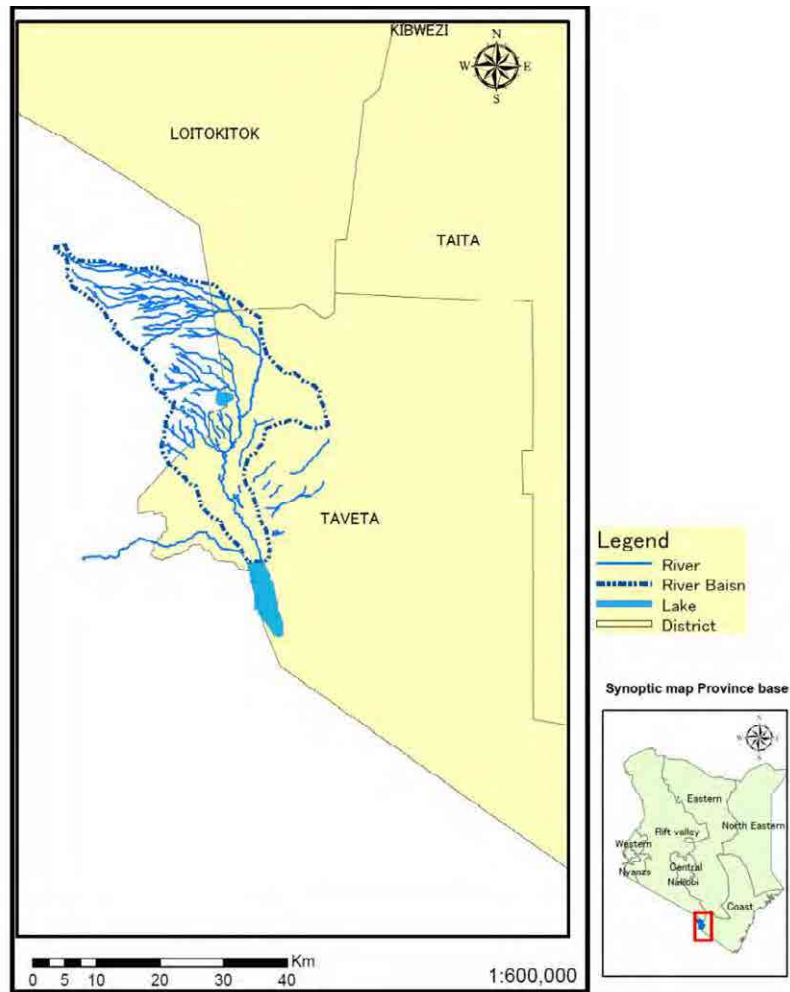 KIBWEZI
N
W E
S
LOITOKITOK
TAITA
TAVETA
Legend
River
River Baisn
Lake
District
Synoptic map Province base
N
W E
S
Eastern
North Eastern
Rift valley
Western
Nyanza
Central
Nairobi
Coast
Km
0 5 10 20 30 40
1:600,000